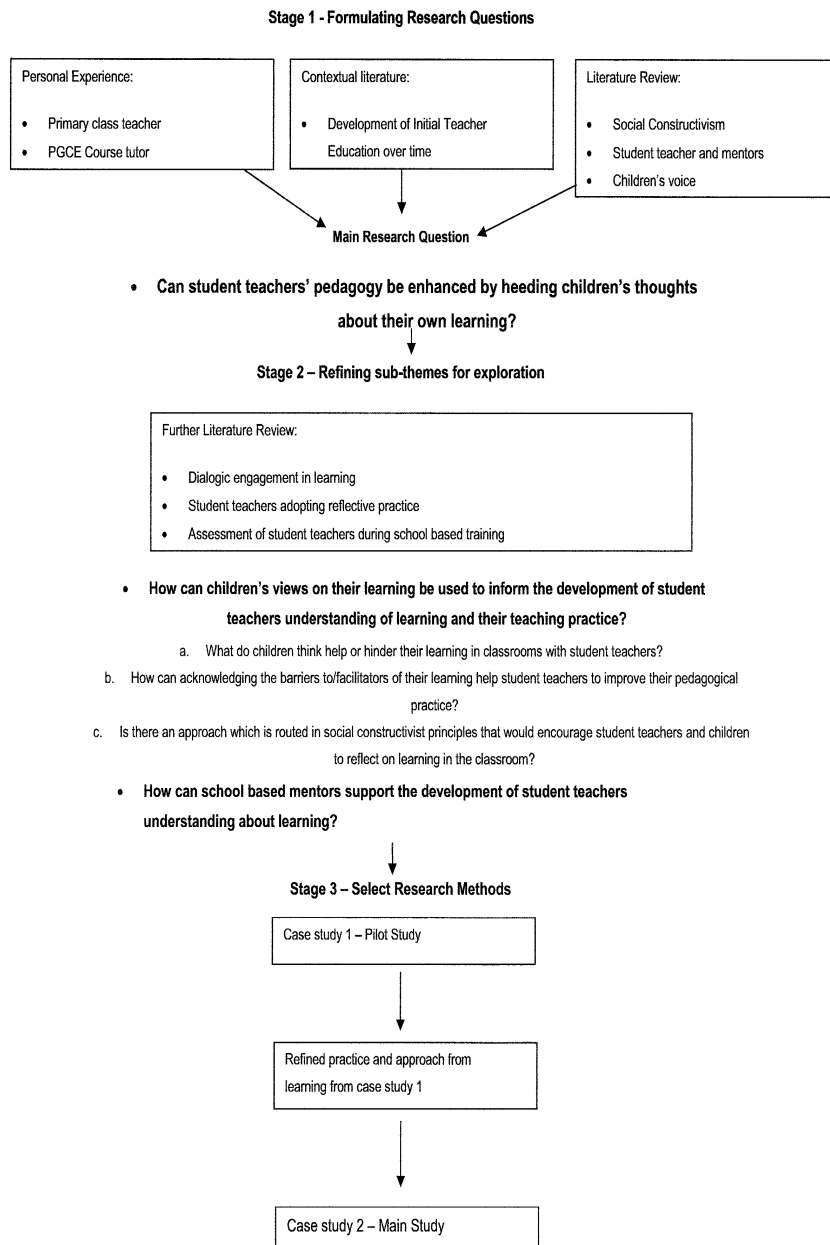 Stage 1 - Formulating Research Questions
Personal Experience:
• Primary class teacher
• PGCE Course tutor
Contextual literature:
• Development of Initial Teacher
Education over time
Literature Review:
• Social Constructivism
• Student teacher and mentors
• Children's voice
Main Research Question
• Can student teachers' pedagogy be enhanced by heeding children's thoughts
about their own learning?
Stage 2 – Refining sub-themes for exploration
Further Literature Review:
• Dialogic engagement in learning
• Student teachers adopting reflective practice
• Assessment of student teachers during school based training
• How can children's views on their learning be used to inform the development of student
teachers understanding of learning and their teaching practice?
a. What do children think help or hinder their learning in classrooms with student teachers?
b. How can acknowledging the barriers to/facilitators of their learning help student teachers to improve their pedagogical
practice?
c. Is there an approach which is routed in social constructivist principles that would encourage student teachers and children
to reflect on learning in the classroom?
• How can school based mentors support the development of student teachers
understanding about learning?
Stage 3 – Select Research Methods
Case study 1 – Pilot Study
Refined practice and approach from
learning from case study 1
Case study 2 – Main Study